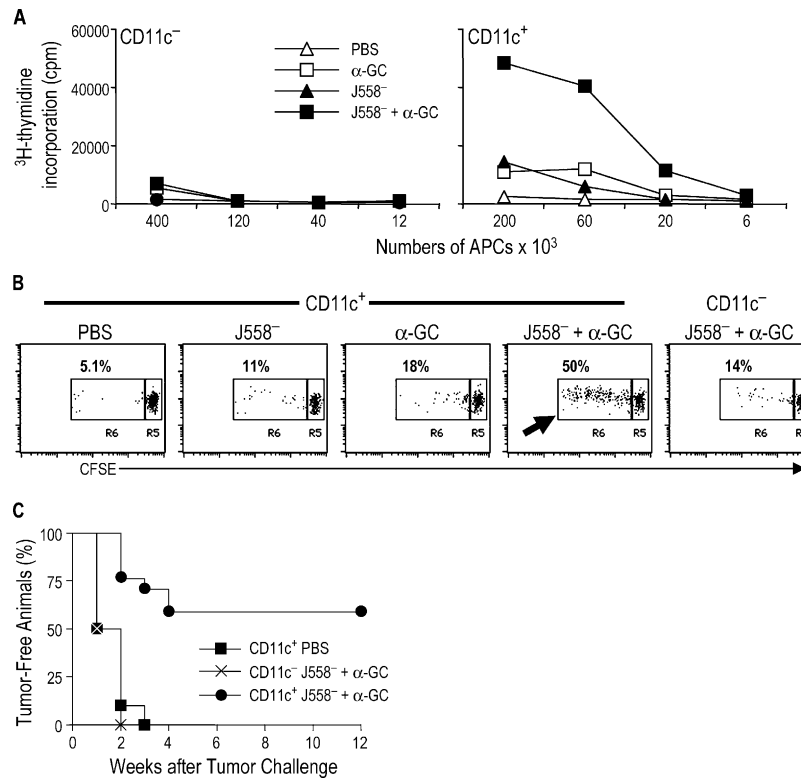 A
CD11c⁻
CD11c⁺
60000
40000
20000
0
³H-thymidine
incorporation (cpm)
PBS
α-GC
J558⁻
J558⁻ + α-GC
400 120 40 12
200 60 20 6
Numbers of APCs x 10³
B
CD11c⁺
CD11c⁻
PBS
J558⁻
α-GC
J558⁻ + α-GC
J558⁻ + α-GC
5.1%
11%
18%
50%
14%
R6 R5
R6 R5
R6 R5
R6 R5
R6
CFSE
C
Tumor-Free Animals (%)
100
75
50
25
0
CD11c⁺ PBS
CD11c⁻ J558⁻ + α-GC
CD11c⁺ J558⁻ + α-GC
0 2 4 6 8 10 12
Weeks after Tumor Challenge